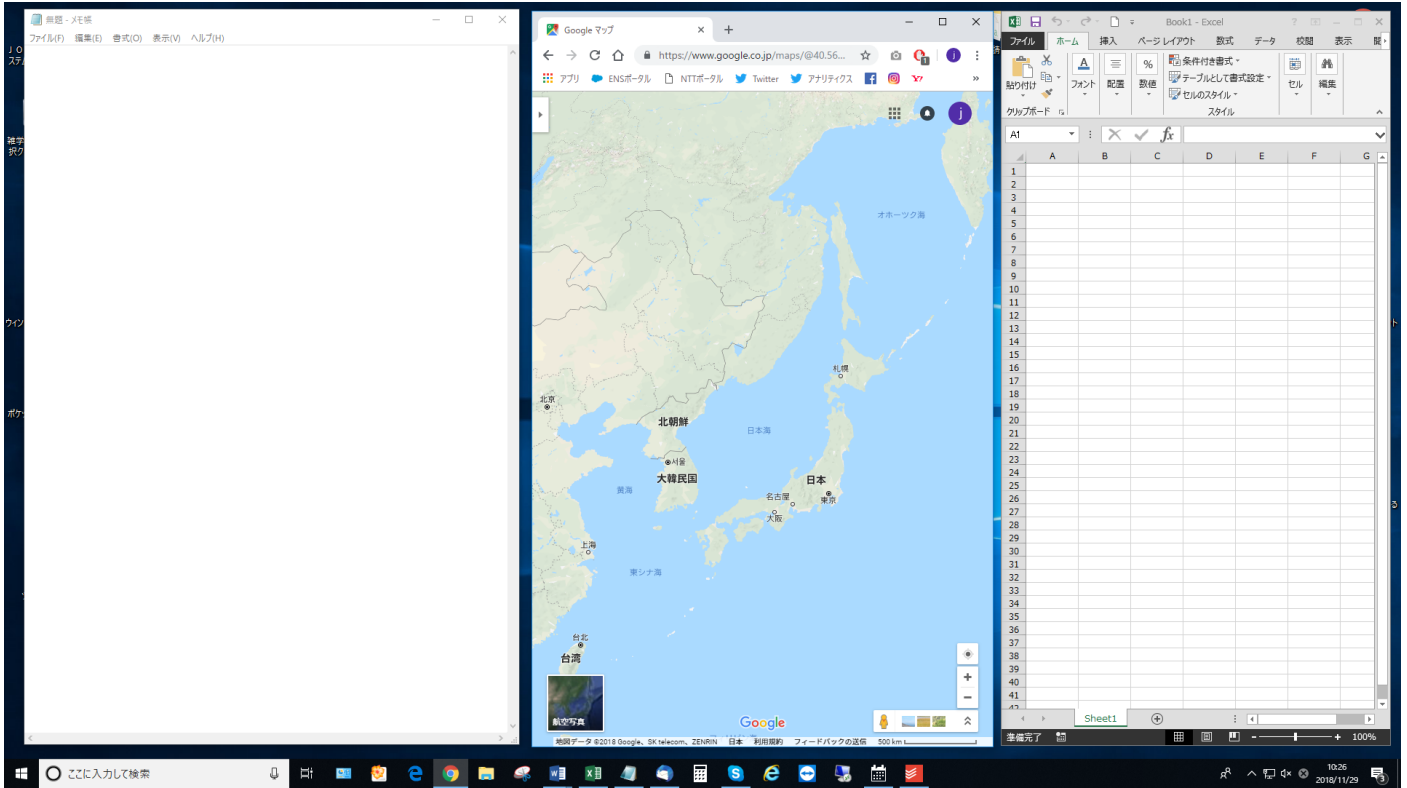 無題 - メモ帳
ファイル(F) 編集(E) 書式(O) 表示(V) ヘルプ(H)
Google マップ
https://www.google.co.jp/maps/@40.56...
アプリ ENSポータル NTTポータル Twitter アナリティクス
j
オホーツク海
札幌
北京
北朝鮮
日本海
서울
大韓民国
日本
黄海
名古屋
東京
大阪
上海
東シナ海
台北
台湾
航空写真
Google
地図データ ©2018 Google、SK telecom、ZENRIN 日本 利用規約 フィードバックの送信 500 km
Book1 - Excel
ファイル ホーム 挿入 ページ レイアウト 数式 データ 校閲 表示 開
貼り付け フォント 配置 数値 条件付き書式 テーブルとして書式設定 セルのスタイル セル 編集
クリップボード スタイル
A1 fx
A B C D E F G
1
2
3
4
5
6
7
8
9
10
11
12
13
14
15
16
17
18
19
20
21
22
23
24
25
26
27
28
29
30
31
32
33
34
35
36
37
38
39
40
41
42
Sheet1
準備完了 100%
ここに入力して検索
10:26
2018/11/29